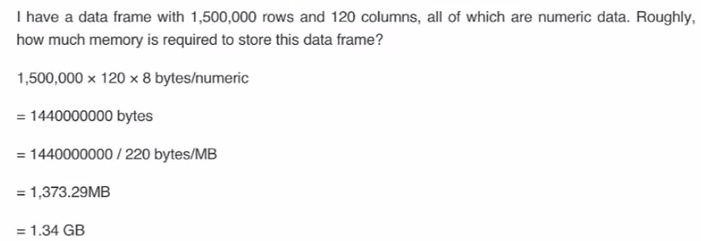 I have a data frame with 1,500,000 rows and 120 columns, all of which are numeric data. Roughly,
how much memory is required to store this data frame?
1,500,000 × 120 × 8 bytes/numeric
= 1440000000 bytes
= 1440000000 / 220 bytes/MB
= 1,373.29MB
= 1.34 GB